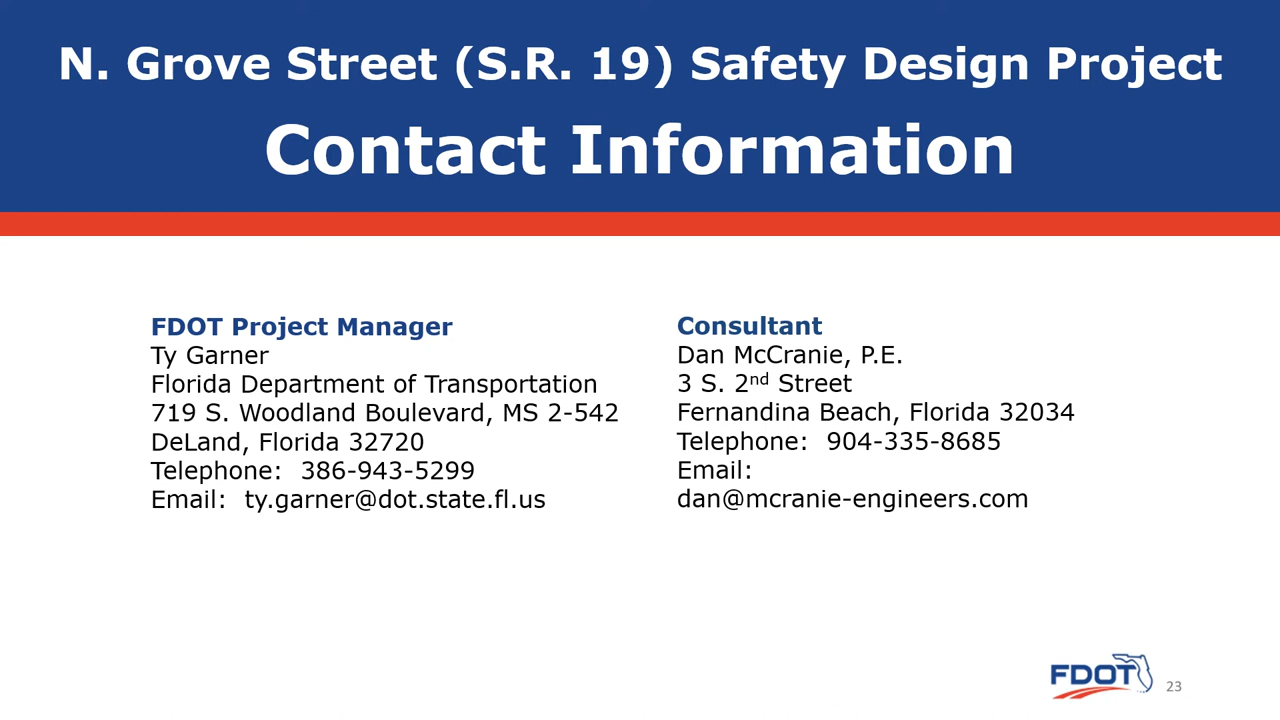 N. Grove Street (S.R. 19) Safety Design Project
Contact Information
FDOT Project Manager
Ty Garner
Florida Department of Transportation
719 S. Woodland Boulevard, MS 2-542
DeLand, Florida 32720
Telephone: 386-943-5299
Email: ty.garner@dot.state.fl.us
Consultant
Dan McCranie, P.E.
3 S. 2nd Street
Fernandina Beach, Florida 32034
Telephone: 904-335-8685
Email:
dan@mcranie-engineers.com
FDOT
23